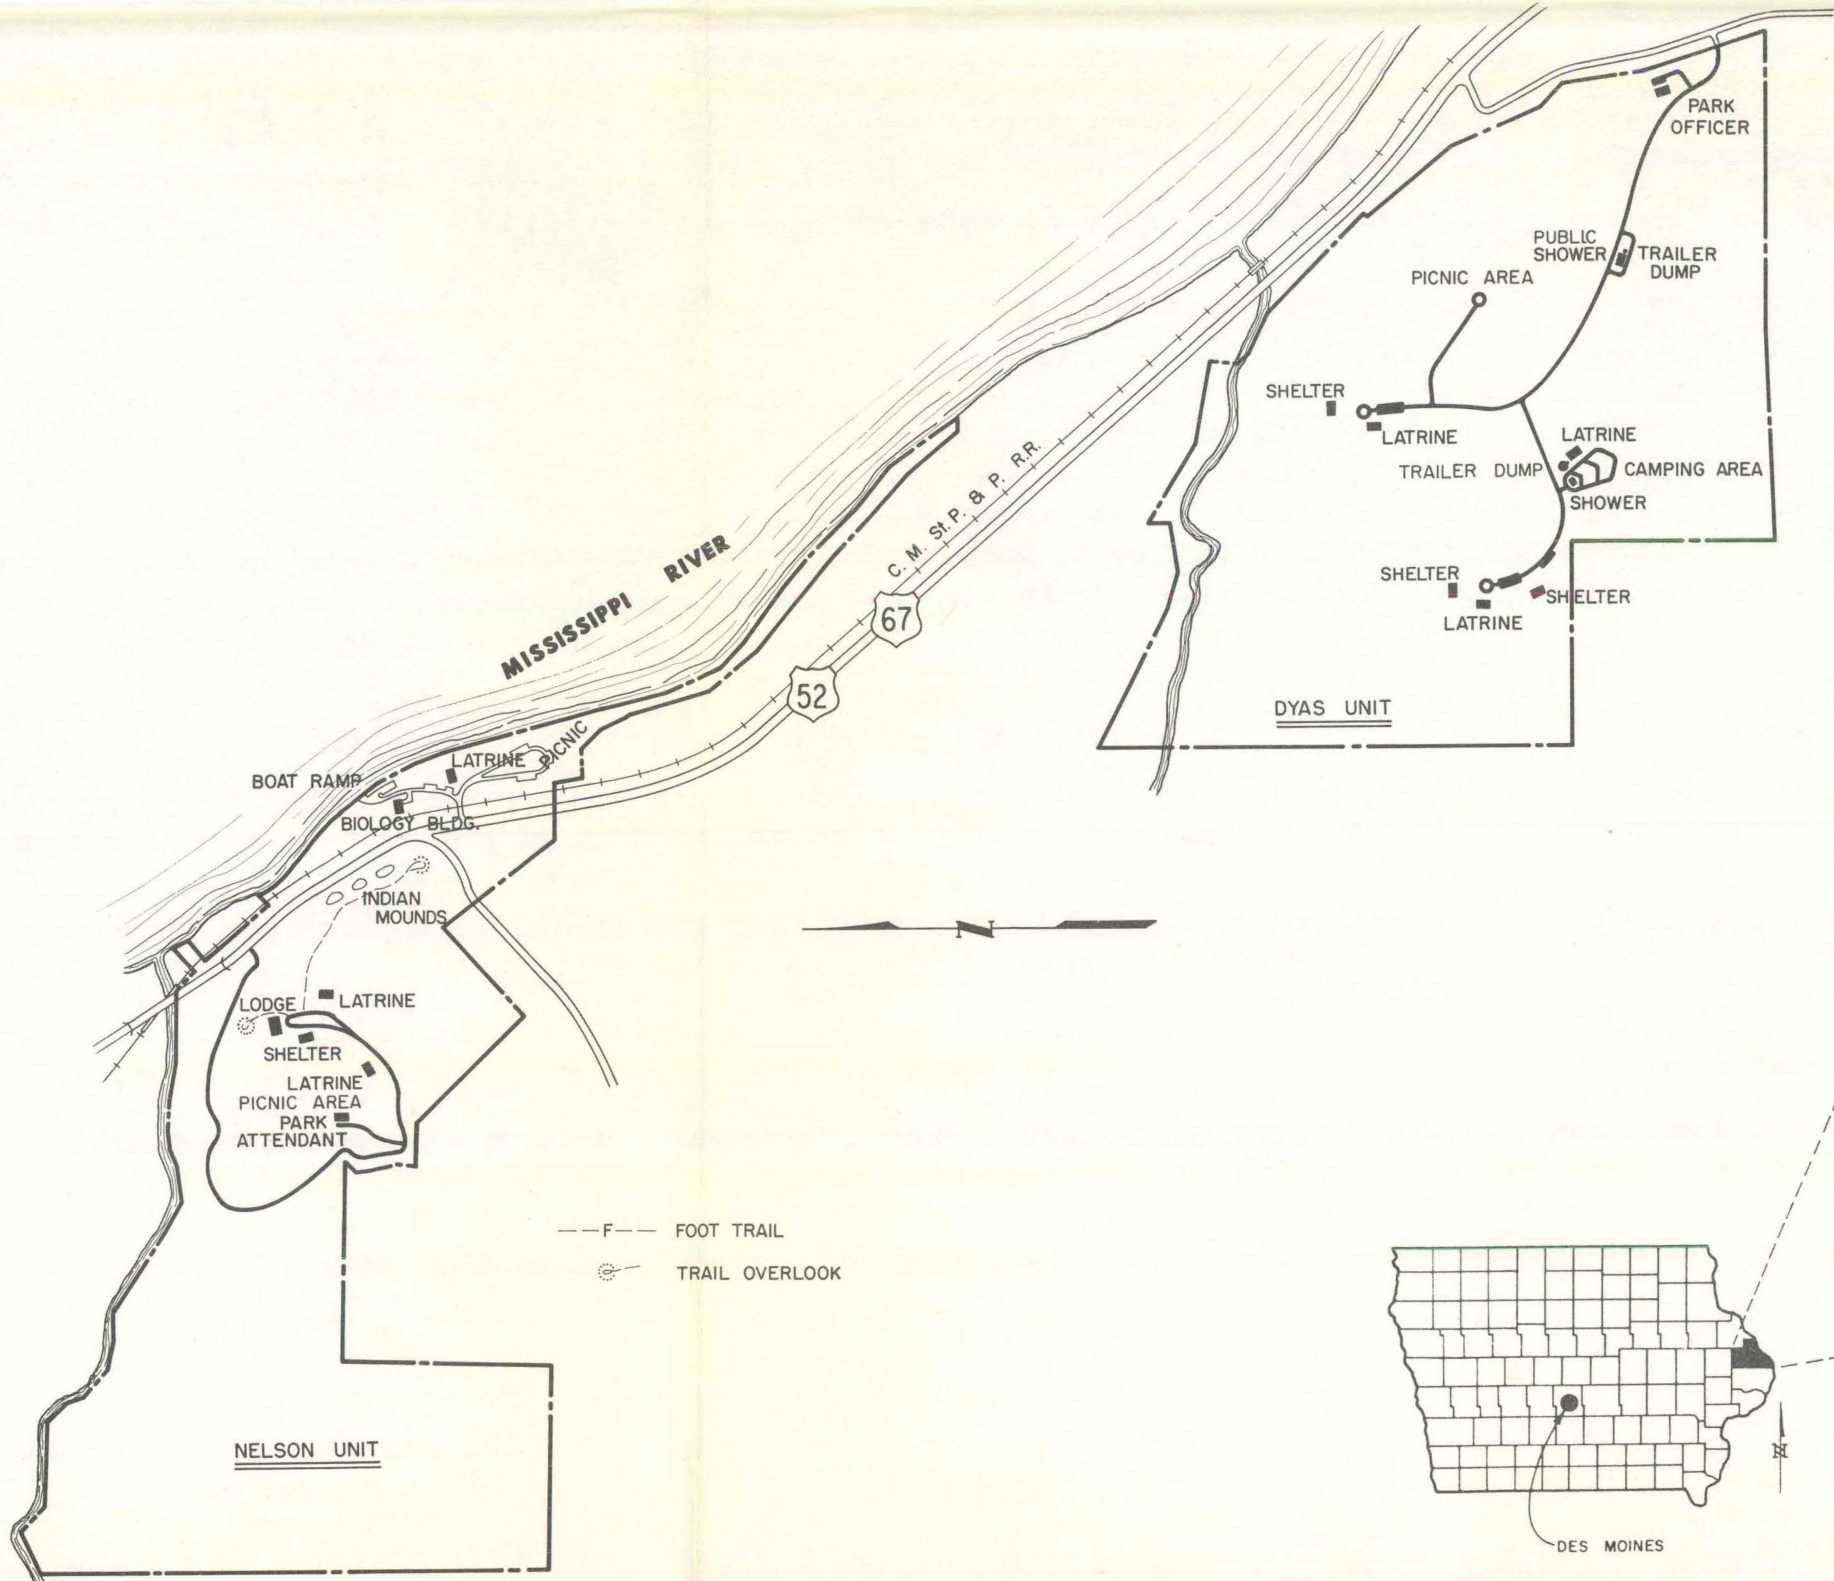 PARK
OFFICER
PUBLIC
SHOWER
TRAILER
DUMP
PICNIC AREA
SHELTER
LATRINE
LATRINE
TRAILER DUMP
CAMPING AREA
SHOWER
SHELTER
SHELTER
LATRINE
DYAS UNIT
C. M. St. P. & P. R.R.
67
52
MISSISSIPPI RIVER
PICNIC
LATRINE
BOAT RAMP
BIOLOGY BLDG.
INDIAN
MOUNDS
N
LODGE
LATRINE
SHELTER
LATRINE
PICNIC AREA
PARK
ATTENDANT
F FOOT TRAIL
TRAIL OVERLOOK
NELSON UNIT
N
DES MOINES